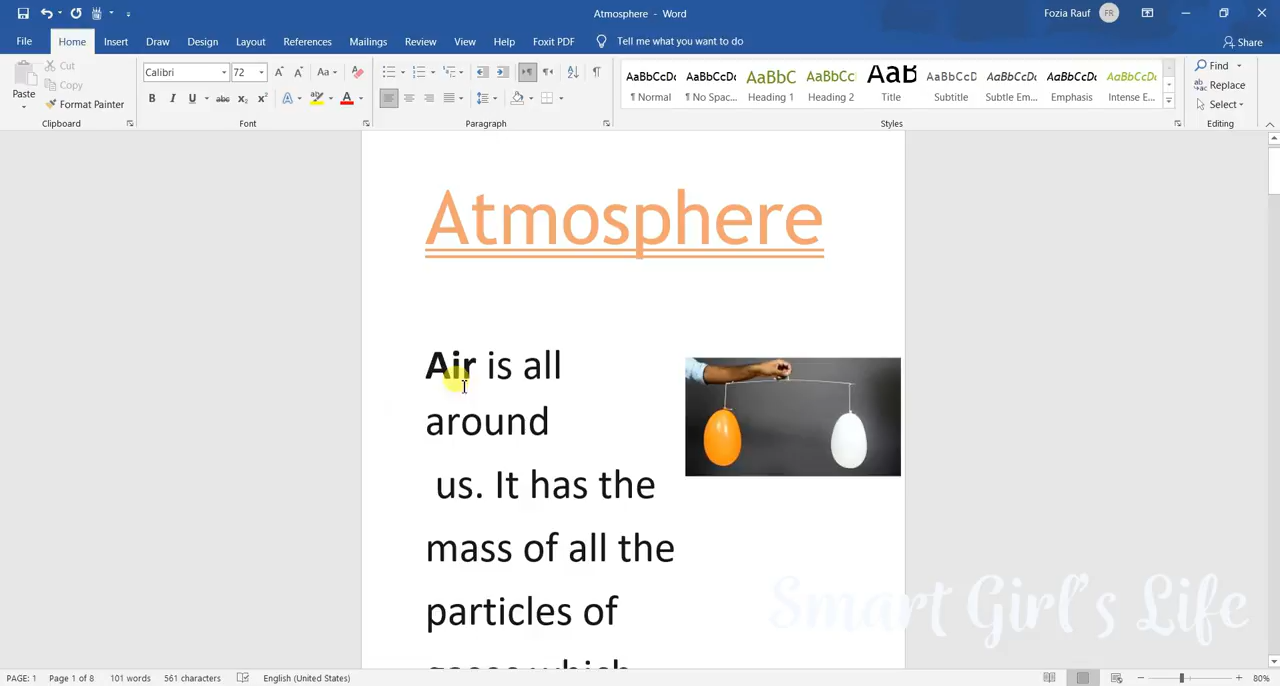 Atmosphere - Word
Fozia Rauf
FR
File Home Insert Draw Design Layout References Mailings Review View Help Foxit PDF Tell me what you want to do Share
Paste
Cut
Copy
Format Painter
Clipboard
Calibri 72
Font
Paragraph
AaBbCcDc AaBbCcDc AaBbC AaBbCc AaB AaBbCcD AaBbCcDc AaBbCcDc AaBbCcDc
¶ Normal ¶ No Spac... Heading 1 Heading 2 Title Subtitle Subtle Em... Emphasis Intense E...
Styles
Find
Replace
Select
Editing
Atmosphere
Air is all
around
us. It has the
mass of all the
particles of
gases which
Smart Girl's Life
PAGE: 1 Page 1 of 8 101 words 561 characters English (United States) 80%